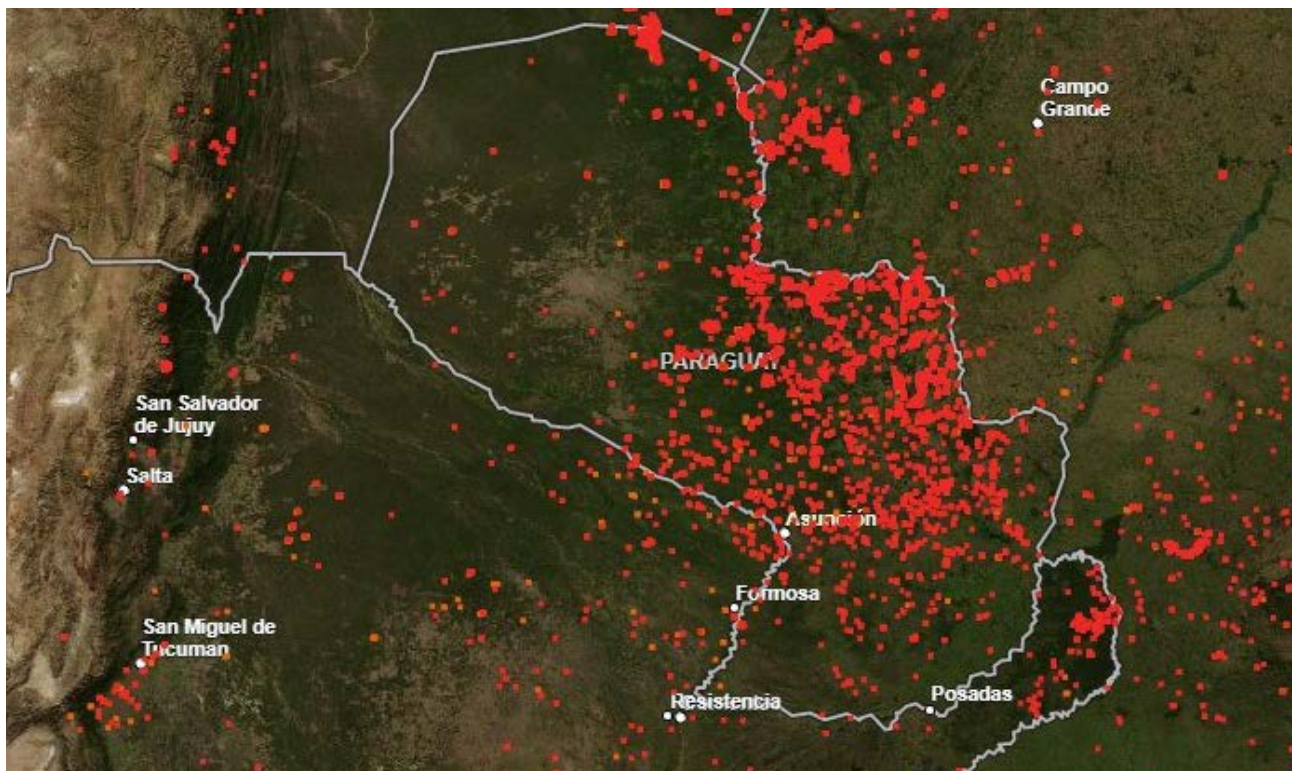 Campo
Grande
PARAGUAY
San Salvador
de Jujuy
Salta
Asunción
Formosa
San Miguel de
Tucuman
Resistencia
Posadas